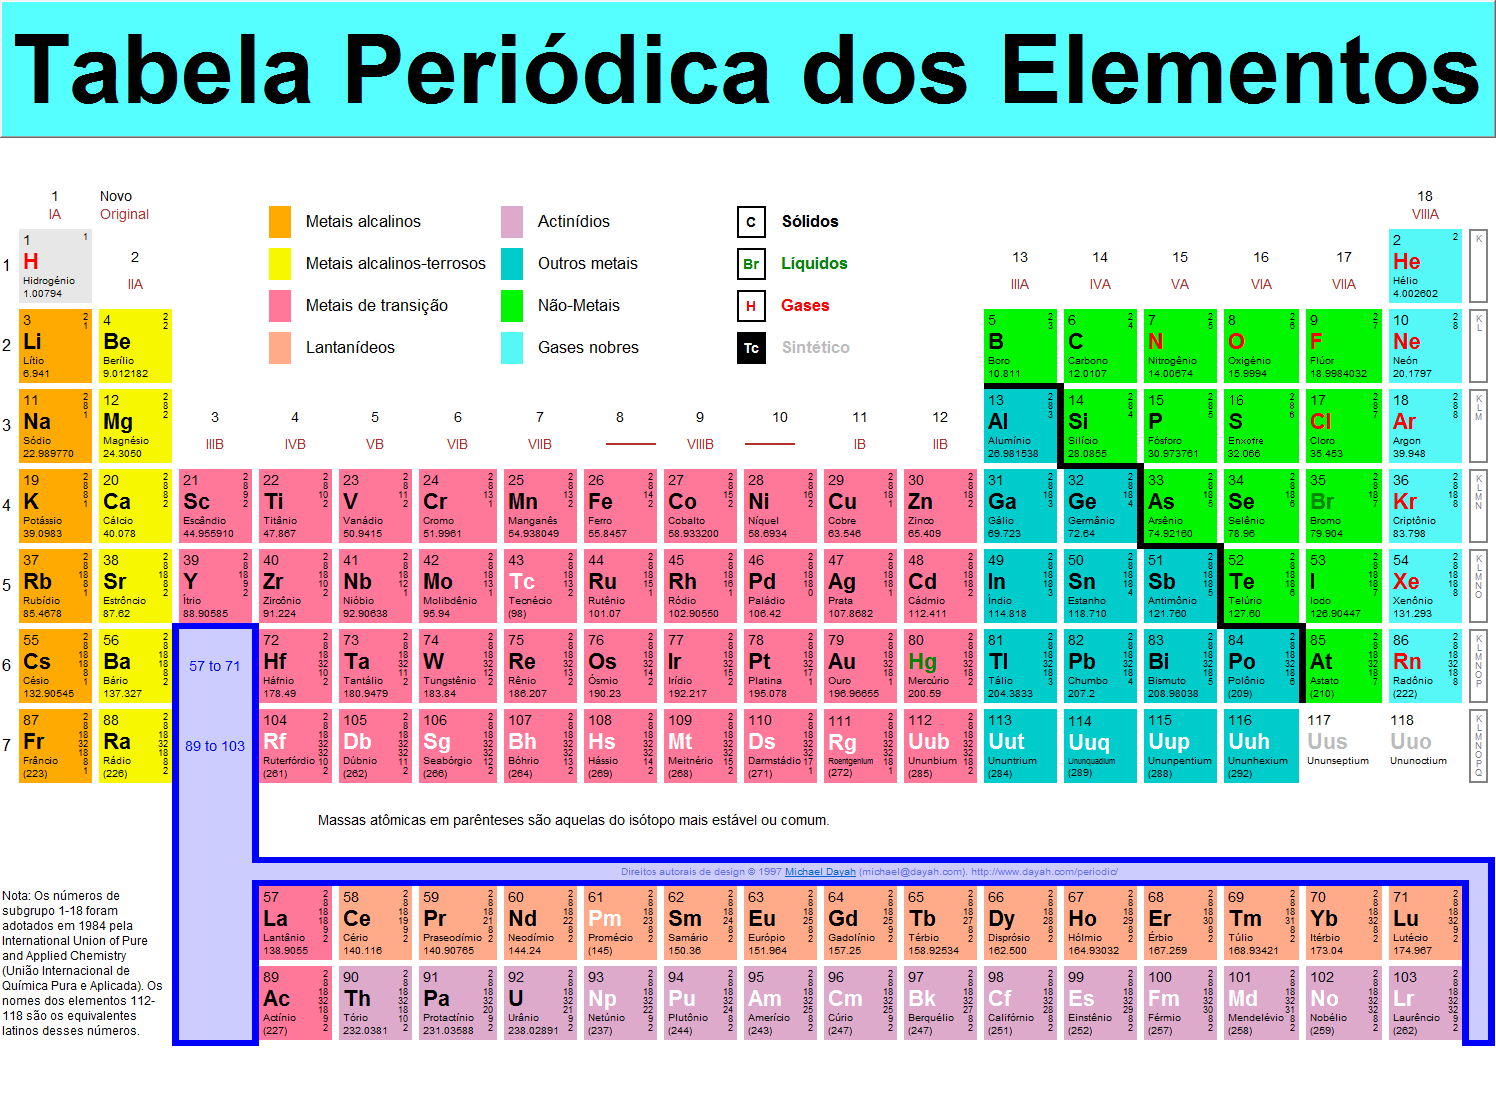 Tabela Periódica dos Elementos
1 Novo 18
IA Original VIIIA
Metais alcalinos Actinídios C Sólidos
Metais alcalinos-terrosos Outros metais Br Líquidos
Metais de transição Não-Metais H Gases
Lantanídeos Gases nobres Tc Sintético
2 13 14 15 16 17
IIA IIIA IVA VA VIA VIIA
1 2
1 H He K
Hidrogénio Hélio
1.00794 4.002602
3 4 5 6 7 8 9 10
2 Li Be B C N O F Ne K L
Lítio Berílio Boro Carbono Nitrogênio Oxigénio Flúor Neón
6.941 9.012182 10.811 12.0107 14.00674 15.9994 18.9984032 20.1797
3 4 5 6 7 8 9 10 11 12
IIIB IVB VB VIB VIIB VIIIB IB IIB
11 12 13 14 15 16 17 18
3 Na Mg Al Si P S Cl Ar K L M
Sódio Magnésio Alumínio Silício Fósforo Enxofre Cloro Argon
22.989770 24.3050 26.981538 28.0855 30.973761 32.066 35.453 39.948
19 20 21 22 23 24 25 26 27 28 29 30 31 32 33 34 35 36
4 K Ca Sc Ti V Cr Mn Fe Co Ni Cu Zn Ga Ge As Se Br Kr K L M N
Potássio Cálcio Escândio Titânio Vanádio Cromo Manganês Ferro Cobalto Níquel Cobre Zinco Gálio Germânio Arsênio Selênio Bromo Criptônio
39.0983 40.078 44.955910 47.867 50.9415 51.9961 54.938049 55.8457 58.933200 58.6934 63.546 65.409 69.723 72.64 74.92160 78.96 79.904 83.798
37 38 39 40 41 42 43 44 45 46 47 48 49 50 51 52 53 54
5 Rb Sr Y Zr Nb Mo Tc Ru Rh Pd Ag Cd In Sn Sb Te I Xe K L M N O
Rubídio Estrôncio Ítrio Zircônio Nióbio Molibdênio Tecnécio Rutênio Ródio Paládio Prata Cádmio Índio Estanho Antimônio Telúrio Iodo Xenônio
85.4678 87.62 88.90585 91.224 92.90638 95.94 (98) 101.07 102.90550 106.42 107.8682 112.411 114.818 118.710 121.760 127.60 126.90447 131.293
55 56 72 73 74 75 76 77 78 79 80 81 82 83 84 85 86
6 Cs Ba 57 to 71 Hf Ta W Re Os Ir Pt Au Hg Tl Pb Bi Po At Rn K L M N O P
Césio Bário Háfnio Tantálio Tungstênio Rênio Ósmio Irídio Platina Ouro Mercúrio Tálio Chumbo Bismuto Polônio Astato Radônio
132.90545 137.327 178.49 180.9479 183.84 186.207 190.23 192.217 195.078 196.96655 200.59 204.3833 207.2 208.98038 (209) (210) (222)
87 88 104 105 106 107 108 109 110 111 112 113 114 115 116 117 118
7 Fr Ra 89 to 103 Rf Db Sg Bh Hs Mt Ds Rg Uub Uut Uuq Uup Uuh Uus Uuo K L M N O P Q
Frâncio Rádio Ruterfórdio Dúbnio Seabórgio Bóhrio Hássio Meitnério Darmstádio Roentgenium Ununbium Ununtrium Ununquadium Ununpentium Ununhexium Ununseptium Ununoctium
(223) (226) (261) (262) (266) (264) (269) (268) (271) (272) (285) (284) (289) (288) (292)
Massas atômicas em parênteses são aquelas do isótopo mais estável ou comum.
Direitos autorais de design © 1997 Michael Dayah (michael@dayah.com). http://www.dayah.com/periodic/
Nota: Os números de
subgrupo 1-18 foram
adotados em 1984 pela
International Union of Pure
and Applied Chemistry
(União Internacional de
Química Pura e Aplicada). Os
nomes dos elementos 112-
118 são os equivalentes
latinos desses números.
57 58 59 60 61 62 63 64 65 66 67 68 69 70 71
La Ce Pr Nd Pm Sm Eu Gd Tb Dy Ho Er Tm Yb Lu
Lantânio Cério Praseodímio Neodímio Promécio Samário Európio Gadolínio Térbio Disprósio Hólmio Érbio Túlio Itérbio Lutécio
138.9055 140.116 140.90765 144.24 (145) 150.36 151.964 157.25 158.92534 162.500 164.93032 167.259 168.93421 173.04 174.967
89 90 91 92 93 94 95 96 97 98 99 100 101 102 103
Ac Th Pa U Np Pu Am Cm Bk Cf Es Fm Md No Lr
Actínio Tório Protactínio Urânio Netúnio Plutônio Amerício Cúrio Berquélio Califórnio Einstênio Férmio Mendelévio Nobélio Laurêncio
(227) 232.0381 231.03588 238.02891 (237) (244) (243) (247) (247) (251) (252) (257) (258) (259) (262)